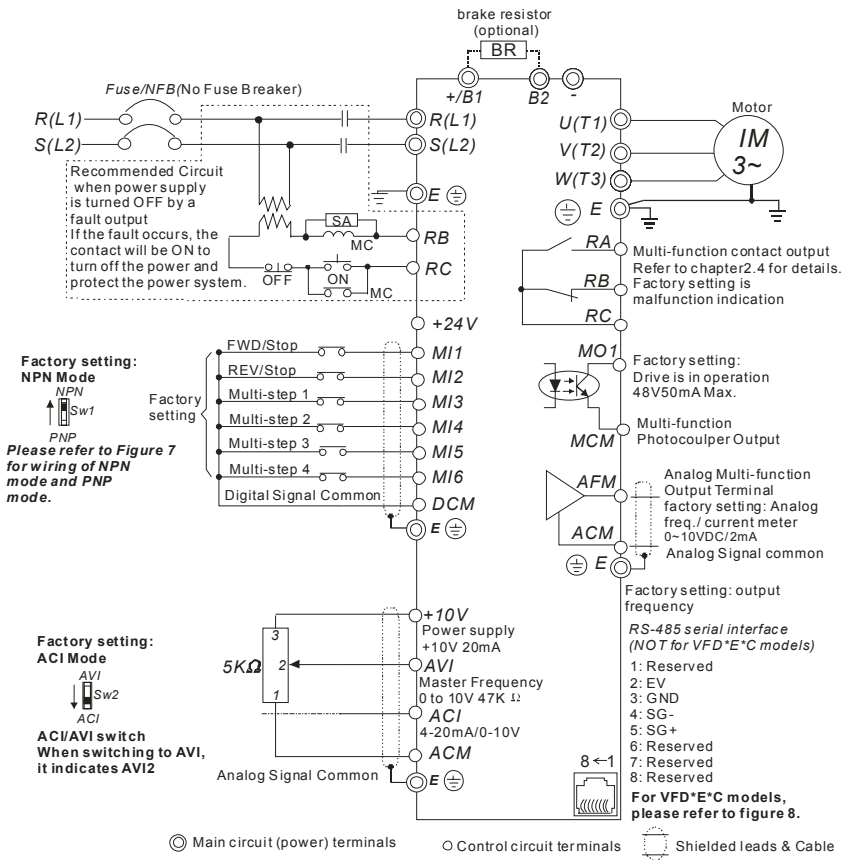 brake resistor
(optional)
BR
+/B1
B2
-
Fuse/NFB(No Fuse Breaker)
R(L1)
S(L2)
R(L1)
S(L2)
E
Recommended Circuit
when power supply
is turned OFF by a
fault output
If the fault occurs, the
contact will be ON to
turn off the power and
protect the power system.
SA
MC
OFF
ON
MC
RB
RC
+24V
U(T1)
V(T2)
W(T3)
E
Motor
IM
3~
RA
RB
RC
Multi-function contact output
Refer to chapter2.4 for details.
Factory setting is
malfunction indication
MO1
Factory setting:
Drive is in operation
48V50mA Max.
MCM
Multi-function
Photocoulper Output
Factory setting:
NPN Mode
NPN
Sw1
PNP
Please refer to Figure 7
for wiring of NPN
mode and PNP
mode.
Factory
setting
FWD/Stop
MI1
REV/Stop
MI2
Multi-step 1
MI3
Multi-step 2
MI4
Multi-step 3
MI5
Multi-step 4
MI6
Digital Signal Common
DCM
E
AFM
ACM
E
Analog Multi-function
Output Terminal
factory setting: Analog
freq./ current meter
0~10VDC/2mA
Analog Signal common
Factory setting: output
frequency
Factory setting:
ACI Mode
AVI
Sw2
ACI
ACI/AVI switch
When switching to AVI,
it indicates AVI2
5KΩ
3
2
1
+10V
Power supply
+10V 20mA
AVI
Master Frequency
0 to 10V 47K Ω
ACI
4-20mA/0-10V
ACM
Analog Signal Common
E
RS-485 serial interface
(NOT for VFD*E*C models)
1: Reserved
2: EV
3: GND
4: SG-
5: SG+
6: Reserved
7: Reserved
8: Reserved
8←1
For VFD*E*C models,
please refer to figure 8.
Main circuit (power) terminals
Control circuit terminals
Shielded leads & Cable